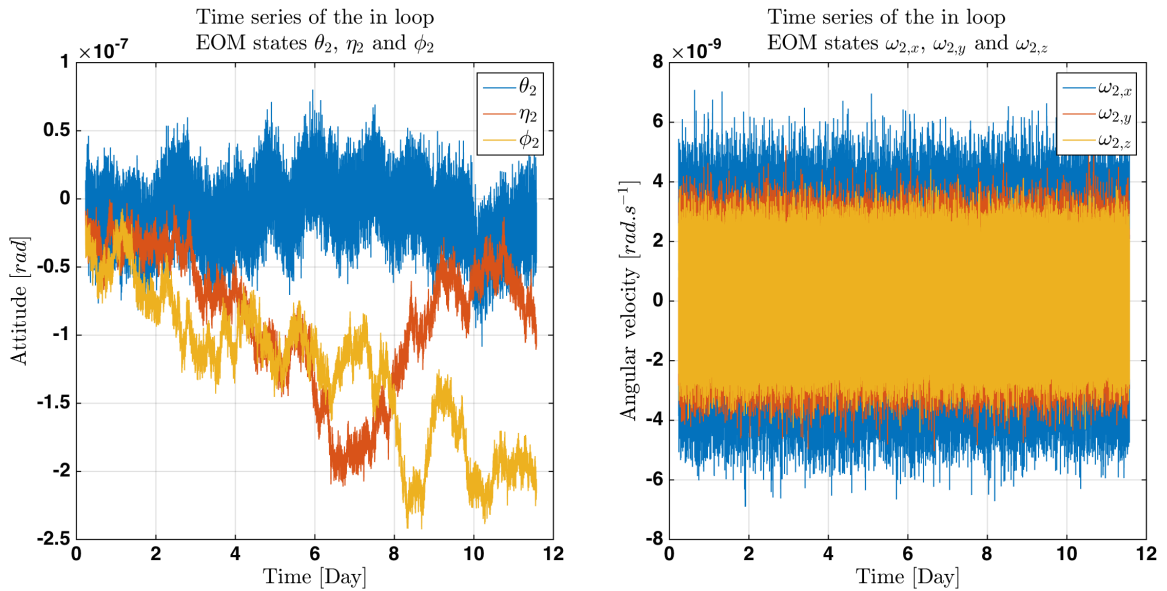 Time series of the in loop
EOM states θ₂, η₂ and ϕ₂
×10⁻⁷
1
0.5
0
-0.5
-1
-1.5
-2
-2.5
Attitude [rad]
0 2 4 6 8 10 12
Time [Day]
θ₂
η₂
ϕ₂
Time series of the in loop
EOM states ω₂,ₓ, ω₂,y and ω₂,z
×10⁻⁹
8
6
4
2
0
-2
-4
-6
-8
Angular velocity [rad.s⁻¹]
0 2 4 6 8 10 12
Time [Day]
ω₂,ₓ
ω₂,y
ω₂,z